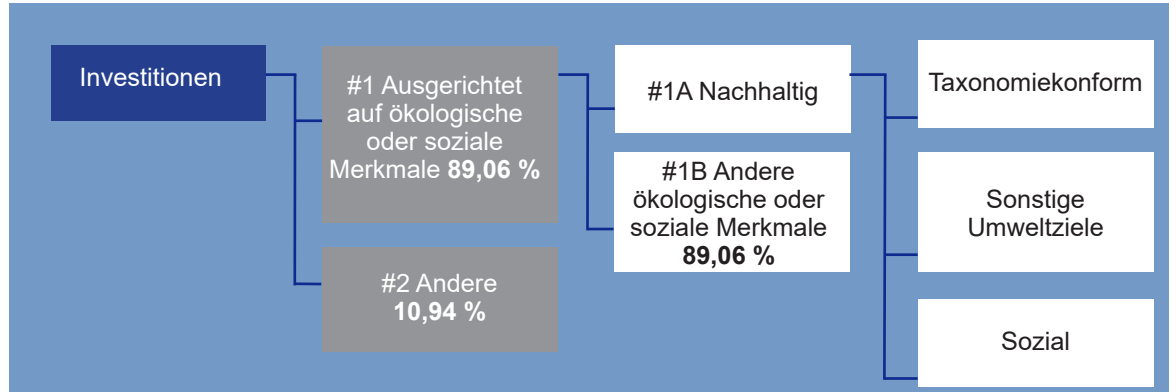 Investitionen
#1 Ausgerichtet
auf ökologische
oder soziale
Merkmale 89,06 %
#2 Andere
10,94 %
#1A Nachhaltig
#1B Andere
ökologische oder
soziale Merkmale
89,06 %
Taxonomiekonform
Sonstige
Umweltziele
Sozial